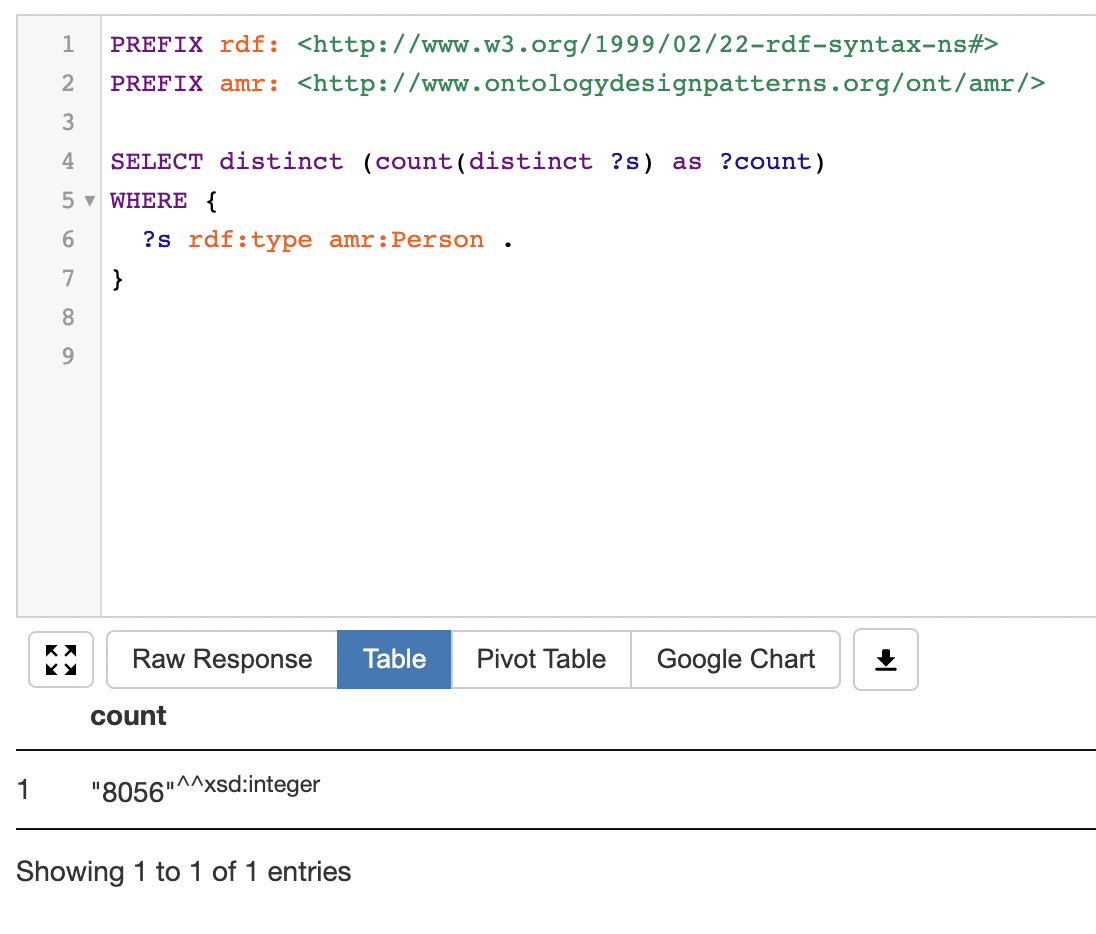 1 PREFIX rdf: <http://www.w3.org/1999/02/22-rdf-syntax-ns#>
2 PREFIX amr: <http://www.ontologydesignpatterns.org/ont/amr/>
3
4 SELECT distinct (count(distinct ?s) as ?count)
5 ▼ WHERE {
6 ?s rdf:type amr:Person .
7 }
8
9
Raw Response Table Pivot Table Google Chart
count
1 "8056"^^xsd:integer
Showing 1 to 1 of 1 entries